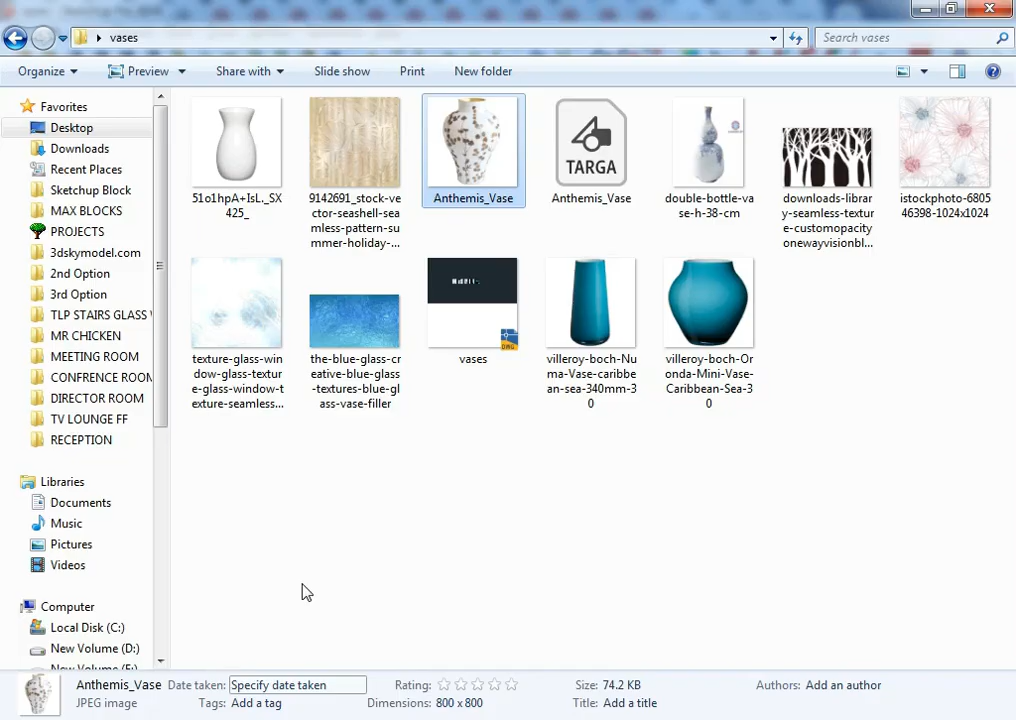 vases
Search vases
Organize
Preview
Share with
Slide show
Print
New folder
Favorites
Desktop
Downloads
Recent Places
Sketchup Block
MAX BLOCKS
PROJECTS
3dskymodel.com
2nd Option
3rd Option
TLP STAIRS GLASS
MR CHICKEN
MEETING ROOM
CONFRENCE ROOM
DIRECTOR ROOM
TV LOUNGE FF
RECEPTION
Libraries
Documents
Music
Pictures
Videos
Computer
Local Disk (C:)
New Volume (D:)
New Volume (E:)
51o1hpA+IsL._SX
425_
9142691_stock-ve
ctor-seashell-sea
mless-pattern-su
mmer-holiday-...
Anthemis_Vase
TARGA
Anthemis_Vase
double-bottle-va
se-h-38-cm
downloads-librar
y-seamless-textur
e-customopacity
onewayvisionbl...
istockphoto-6805
46398-1024x1024
texture-glass-win
dow-glass-textur
e-glass-window-t
exture-seamless...
the-blue-glass-cr
eative-blue-glass
-textures-blue-gl
ass-vase-filler
DWG
vases
villeroy-boch-Nu
ma-Vase-caribbe
an-sea-340mm-3
0
villeroy-boch-Or
onda-Mini-Vase-
Caribbean-Sea-3
0
Anthemis_Vase
JPEG image
Date taken: Specify date taken
Tags: Add a tag
Rating:
Dimensions: 800 x 800
Size: 74.2 KB
Title: Add a title
Authors: Add an author